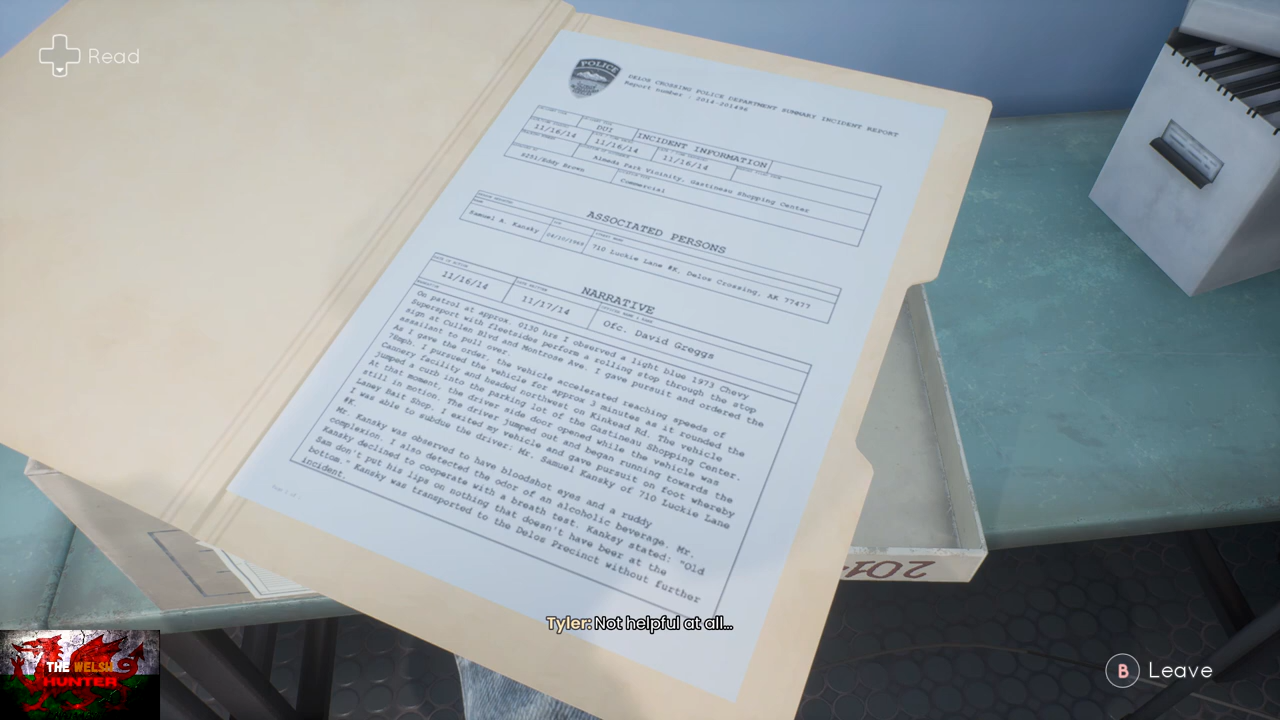 Read
POLICE
DELOS CROSSING POLICE DEPARTMENT SUMMARY INCIDENT REPORT
Report number : 2014-201496
DUI
INCIDENT INFORMATION
11/16/14
11/16/14
11/16/14
Almedi Park Vicinity, Gastineau Shopping Center
#251/Eddy Brown
Commercial
ASSOCIATED PERSONS
Samuel A. Kansky
710 Luckie Lane #K, Delos Crossing, AK 77477
NARRATIVE
11/16/14
11/17/14
Ofc. David Greggs
On patrol at approx. 0130 hrs I observed a light blue 1973 Chevy
Supersport with fleetsides perform a rolling stop through the stop
sign at Cullen Blvd and Montrose Ave. I gave pursuit and ordered the
assailant to pull over.
As I gave the order, the vehicle accelerated reaching speeds of
78mph. I pursued the vehicle for approx 3 minutes as it rounded the
Cannery facility and headed northwest on Kinkead Rd. The vehicle
jumped a curb into the parking lot of the Gastineau Shopping Center.
At that moment, the driver side door opened while the vehicle was
still in motion. The driver jumped out and began running towards the
Laney Bait Shop. I exited my vehicle and gave pursuit on foot whereby
I was able to subdue the driver: Mr. Samuel Kansky of 710 Luckie Lane
#K.
Mr. Kansky was observed to have bloodshot eyes and a ruddy
complexion. I also detected the odor of an alcoholic beverage. Mr.
Kansky declined to cooperate with a breath test. Kanksy stated: "Old
Sam don't put his lips on nothing that doesn't have beer at the
bottom." Kansky was transported to the Delos Precinct without further
incident.
Tyler: Not helpful at all...
THE WELSH
HUNTER
B Leave